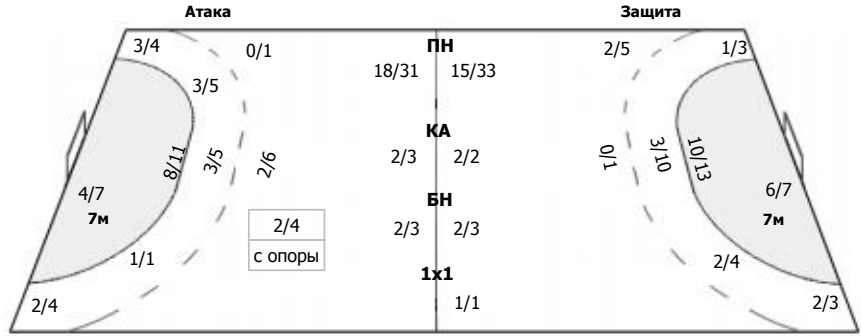 Атака Защита
3/4 0/1 ПН 2/5 1/3
18/31 15/33
3/5
КА
8/11 3/5 2/6 2/3 2/2 0/1 3/10 10/13
4/7 6/7
7м 7м
БН
2/4 2/3 2/3
с опоры
1/1 2/4
1x1
2/4 1/1 2/3